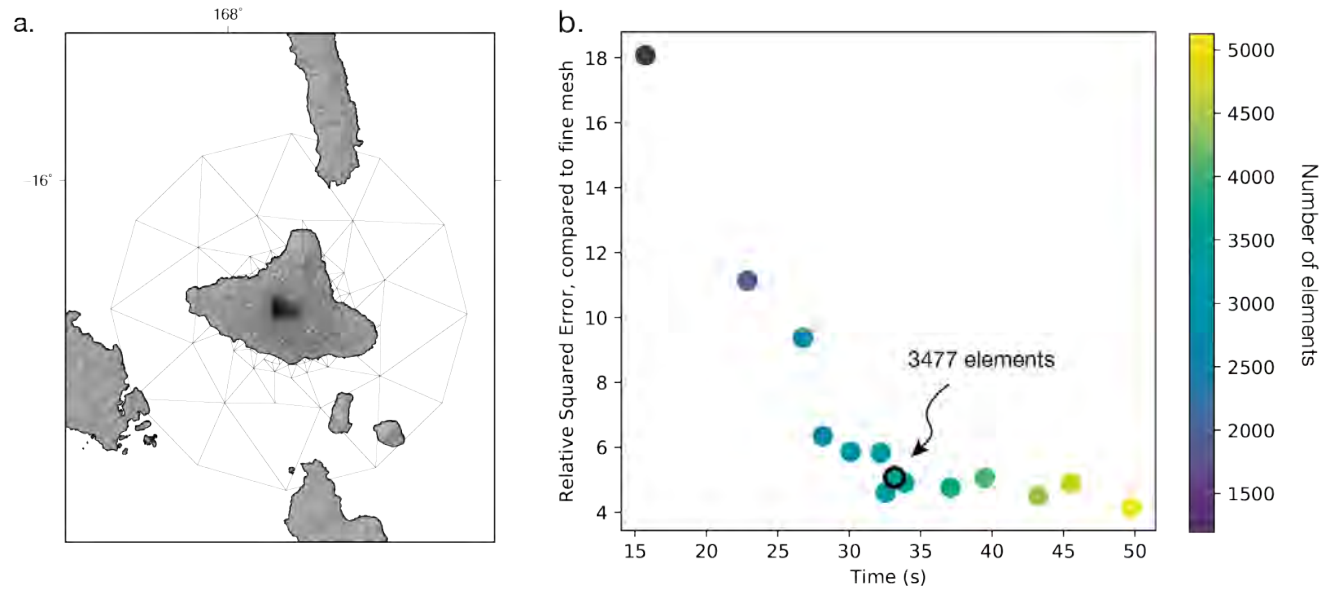 a.
168°
-16°
b.
Relative Squared Error, compared to fine mesh
18
16
14
12
10
8
6
4
3477 elements
15 20 25 30 35 40 45 50
Time (s)
5000
4500
4000
3500
3000
2500
2000
1500
Number of elements